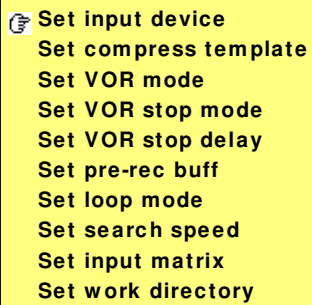 Set input device
Set compress template
Set VOR mode
Set VOR stop mode
Set VOR stop delay
Set pre-rec buff
Set loop mode
Set search speed
Set input matrix
Set work directory